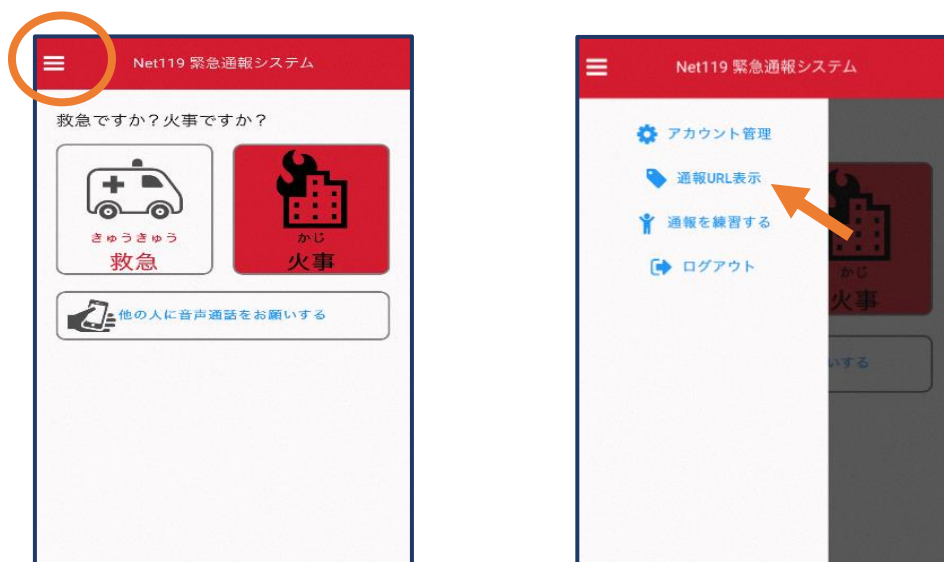 Net119 緊急通報システム
救急ですか？火事ですか？
きゅうきゅう
救急
かじ
火事
他の人に音声通話をお願いする
Net119 緊急通報システム
アカウント管理
通報URL表示
通報を練習する
ログアウト
かじ
火事
いする